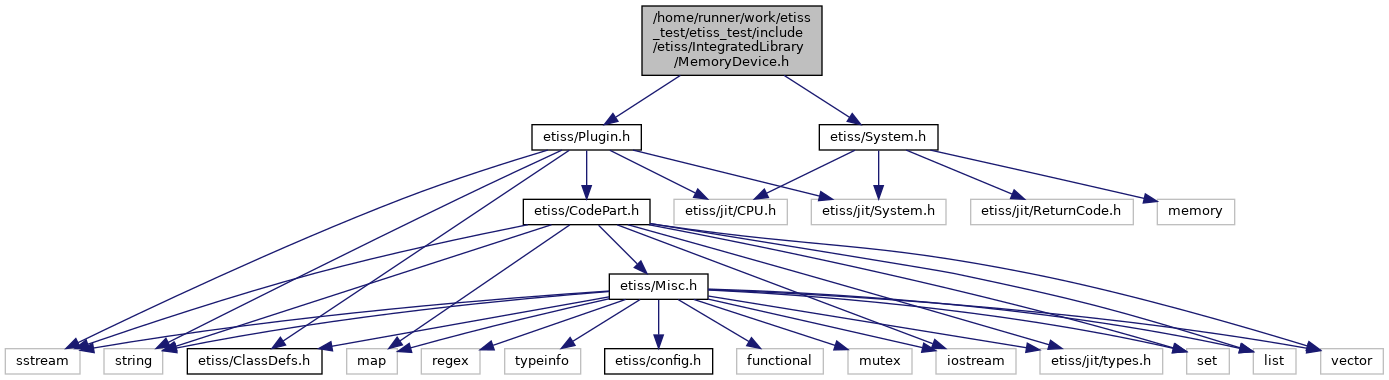 /home/runner/work/etiss
_test/etiss_test/include
/etiss/IntegratedLibrary
/MemoryDevice.h
etiss/Plugin.h
etiss/System.h
etiss/CodePart.h
etiss/jit/CPU.h
etiss/jit/System.h
etiss/jit/ReturnCode.h
memory
etiss/Misc.h
sstream
string
etiss/ClassDefs.h
map
regex
typeinfo
etiss/config.h
functional
mutex
iostream
etiss/jit/types.h
set
list
vector